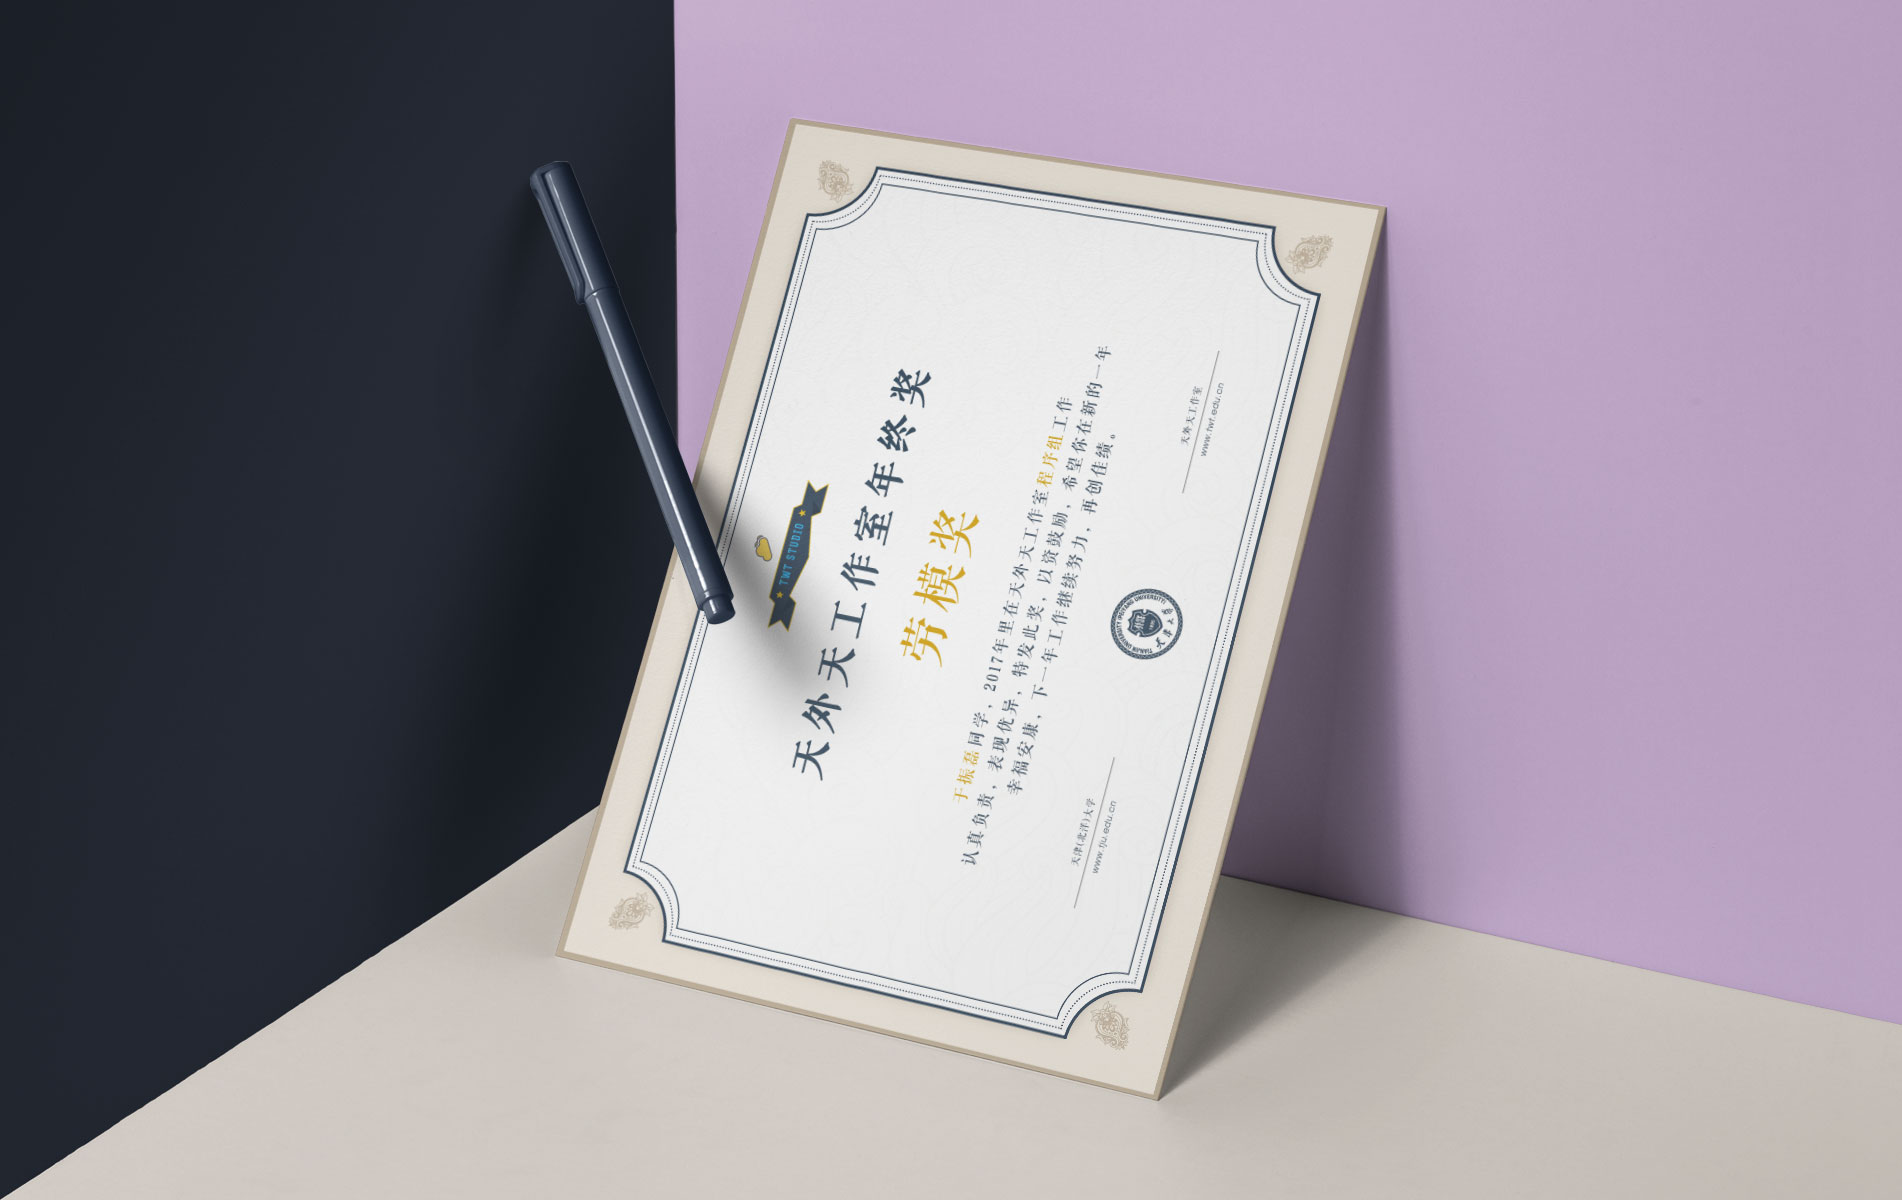 TWT STUDIO
天外天工作室年终奖
劳模奖
于振磊同学，2017年里在天外天工作室程序组工作
认真负责，表现优异，特发此奖，以资鼓励，希望你在新的一年
幸福安康，下一年工作继续努力，再创佳绩。
天津(北洋)大学
www.tju.edu.cn
TIANJIN UNIVERSITY (PEIYANG UNIVERSITY)
天津大学
天外天工作室
www.twt.edu.cn